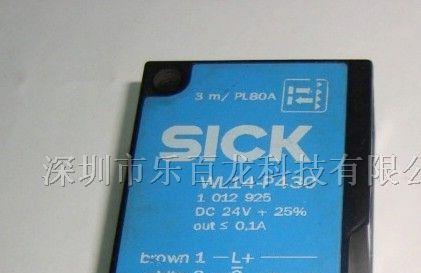 3 m/ PL80A
SICK
深圳市乐百龙科技有限公司
WL14-P430
1 012 925
DC 24V + 25%
out ≤ 0,1A
brown 1 L+